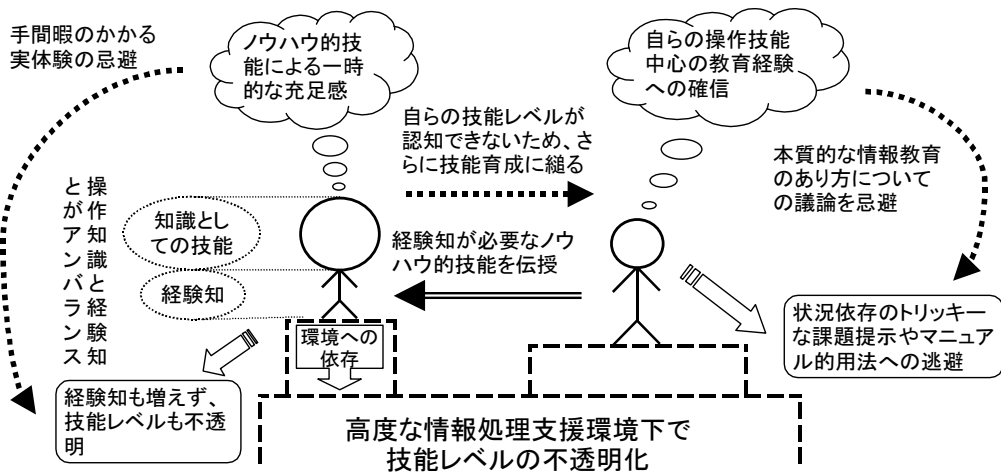 手間暇のかかる
実体験の忌避
ノウハウ的技
能による一時
的な充足感
自らの操作技能
中心の教育経験
への確信
自らの技能レベルが
認知できないため、さ
らに技能育成に縋る
本質的な情報教育
のあり方について
の議論を忌避
操作知識と経験知
とがアンバランス
知識とし
ての技能
経験知
経験知が必要なノウ
ハウ的技能を伝授
環境への
依存
状況依存のトリッキー
な課題提示やマニュア
ル的用法への逃避
経験知も増えず、
技能レベルも不透
明
高度な情報処理支援環境下で
技能レベルの不透明化